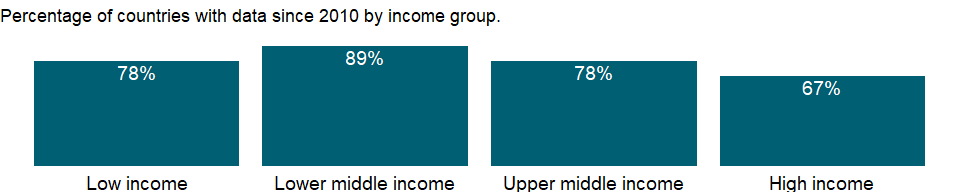 Percentage of countries with data since 2010 by income group.
78%
89%
78%
67%
Low income
Lower middle income
Upper middle income
High income